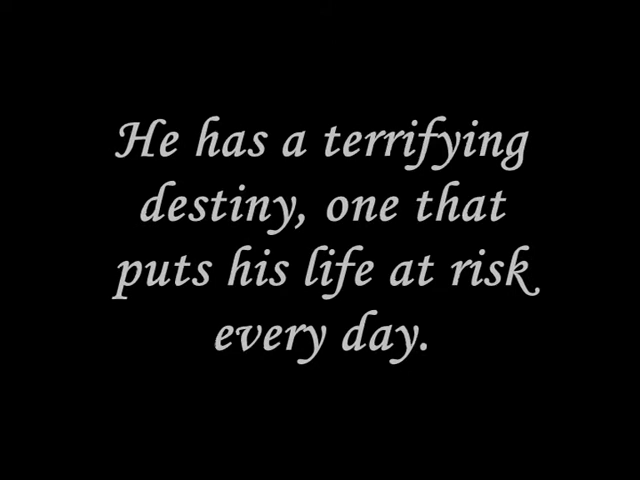 He has a terrifying
destiny, one that
puts his life at risk
every day.